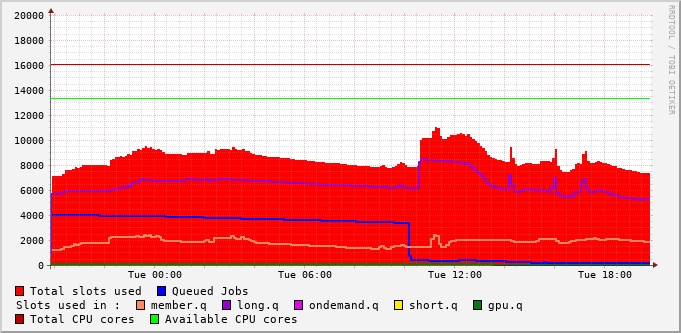 20000
18000
16000
14000
12000
10000
8000
6000
4000
2000
0
Tue 00:00 Tue 06:00 Tue 12:00 Tue 18:00
Total slots used Queued Jobs
Slots used in : member.q long.q ondemand.q short.q gpu.q
Total CPU cores Available CPU cores
RRDTOOL / TOBI OETIKER